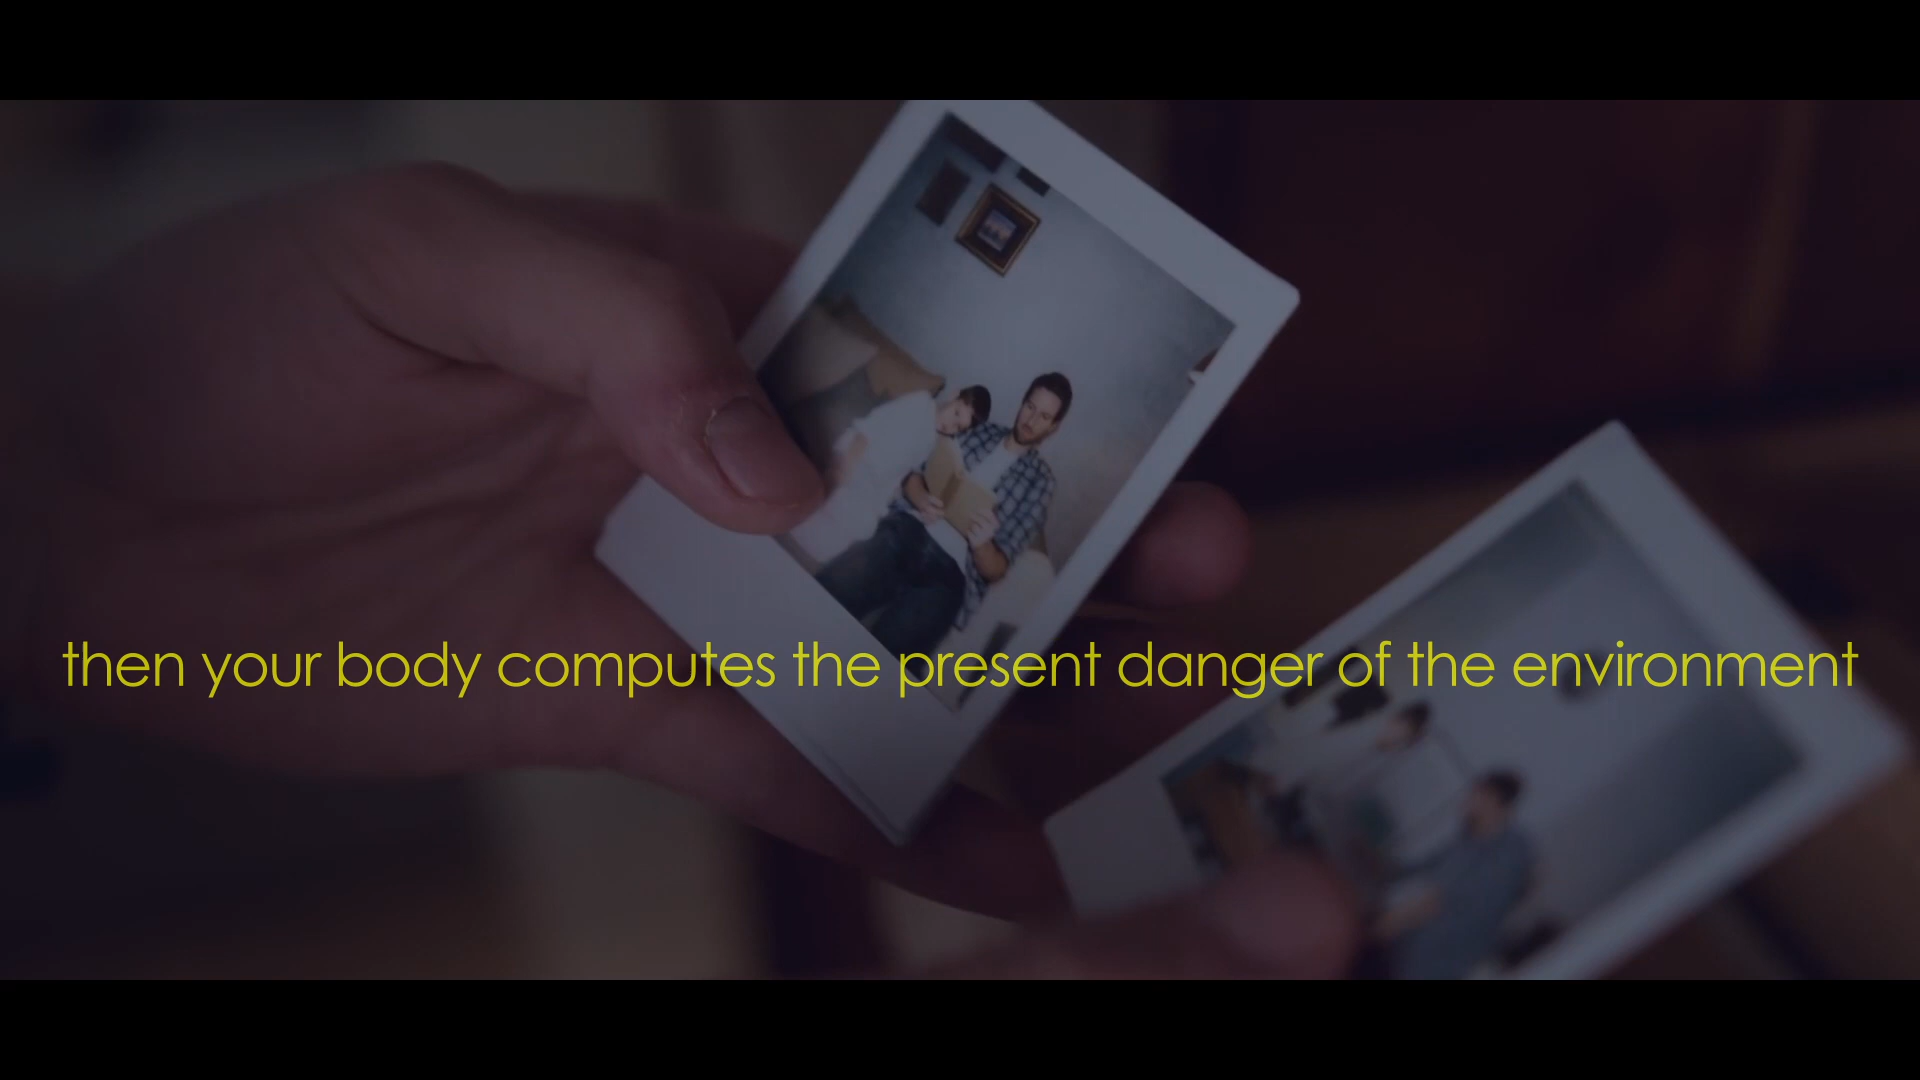 then your body computes the present danger of the environment